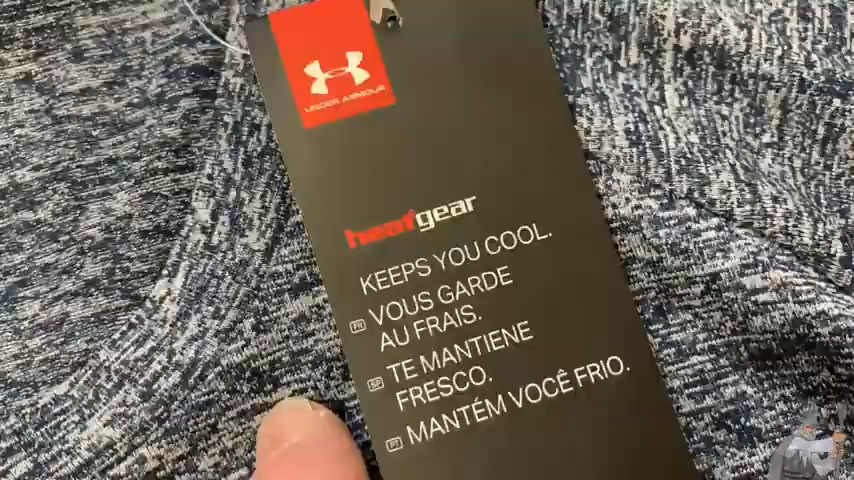 UNDER ARMOUR
heatgear
KEEPS YOU COOL.
FR VOUS GARDE
AU FRAIS.
SP TE MANTIENE
FRESCO.
PT MANTÉM VOCÊ FRIO.